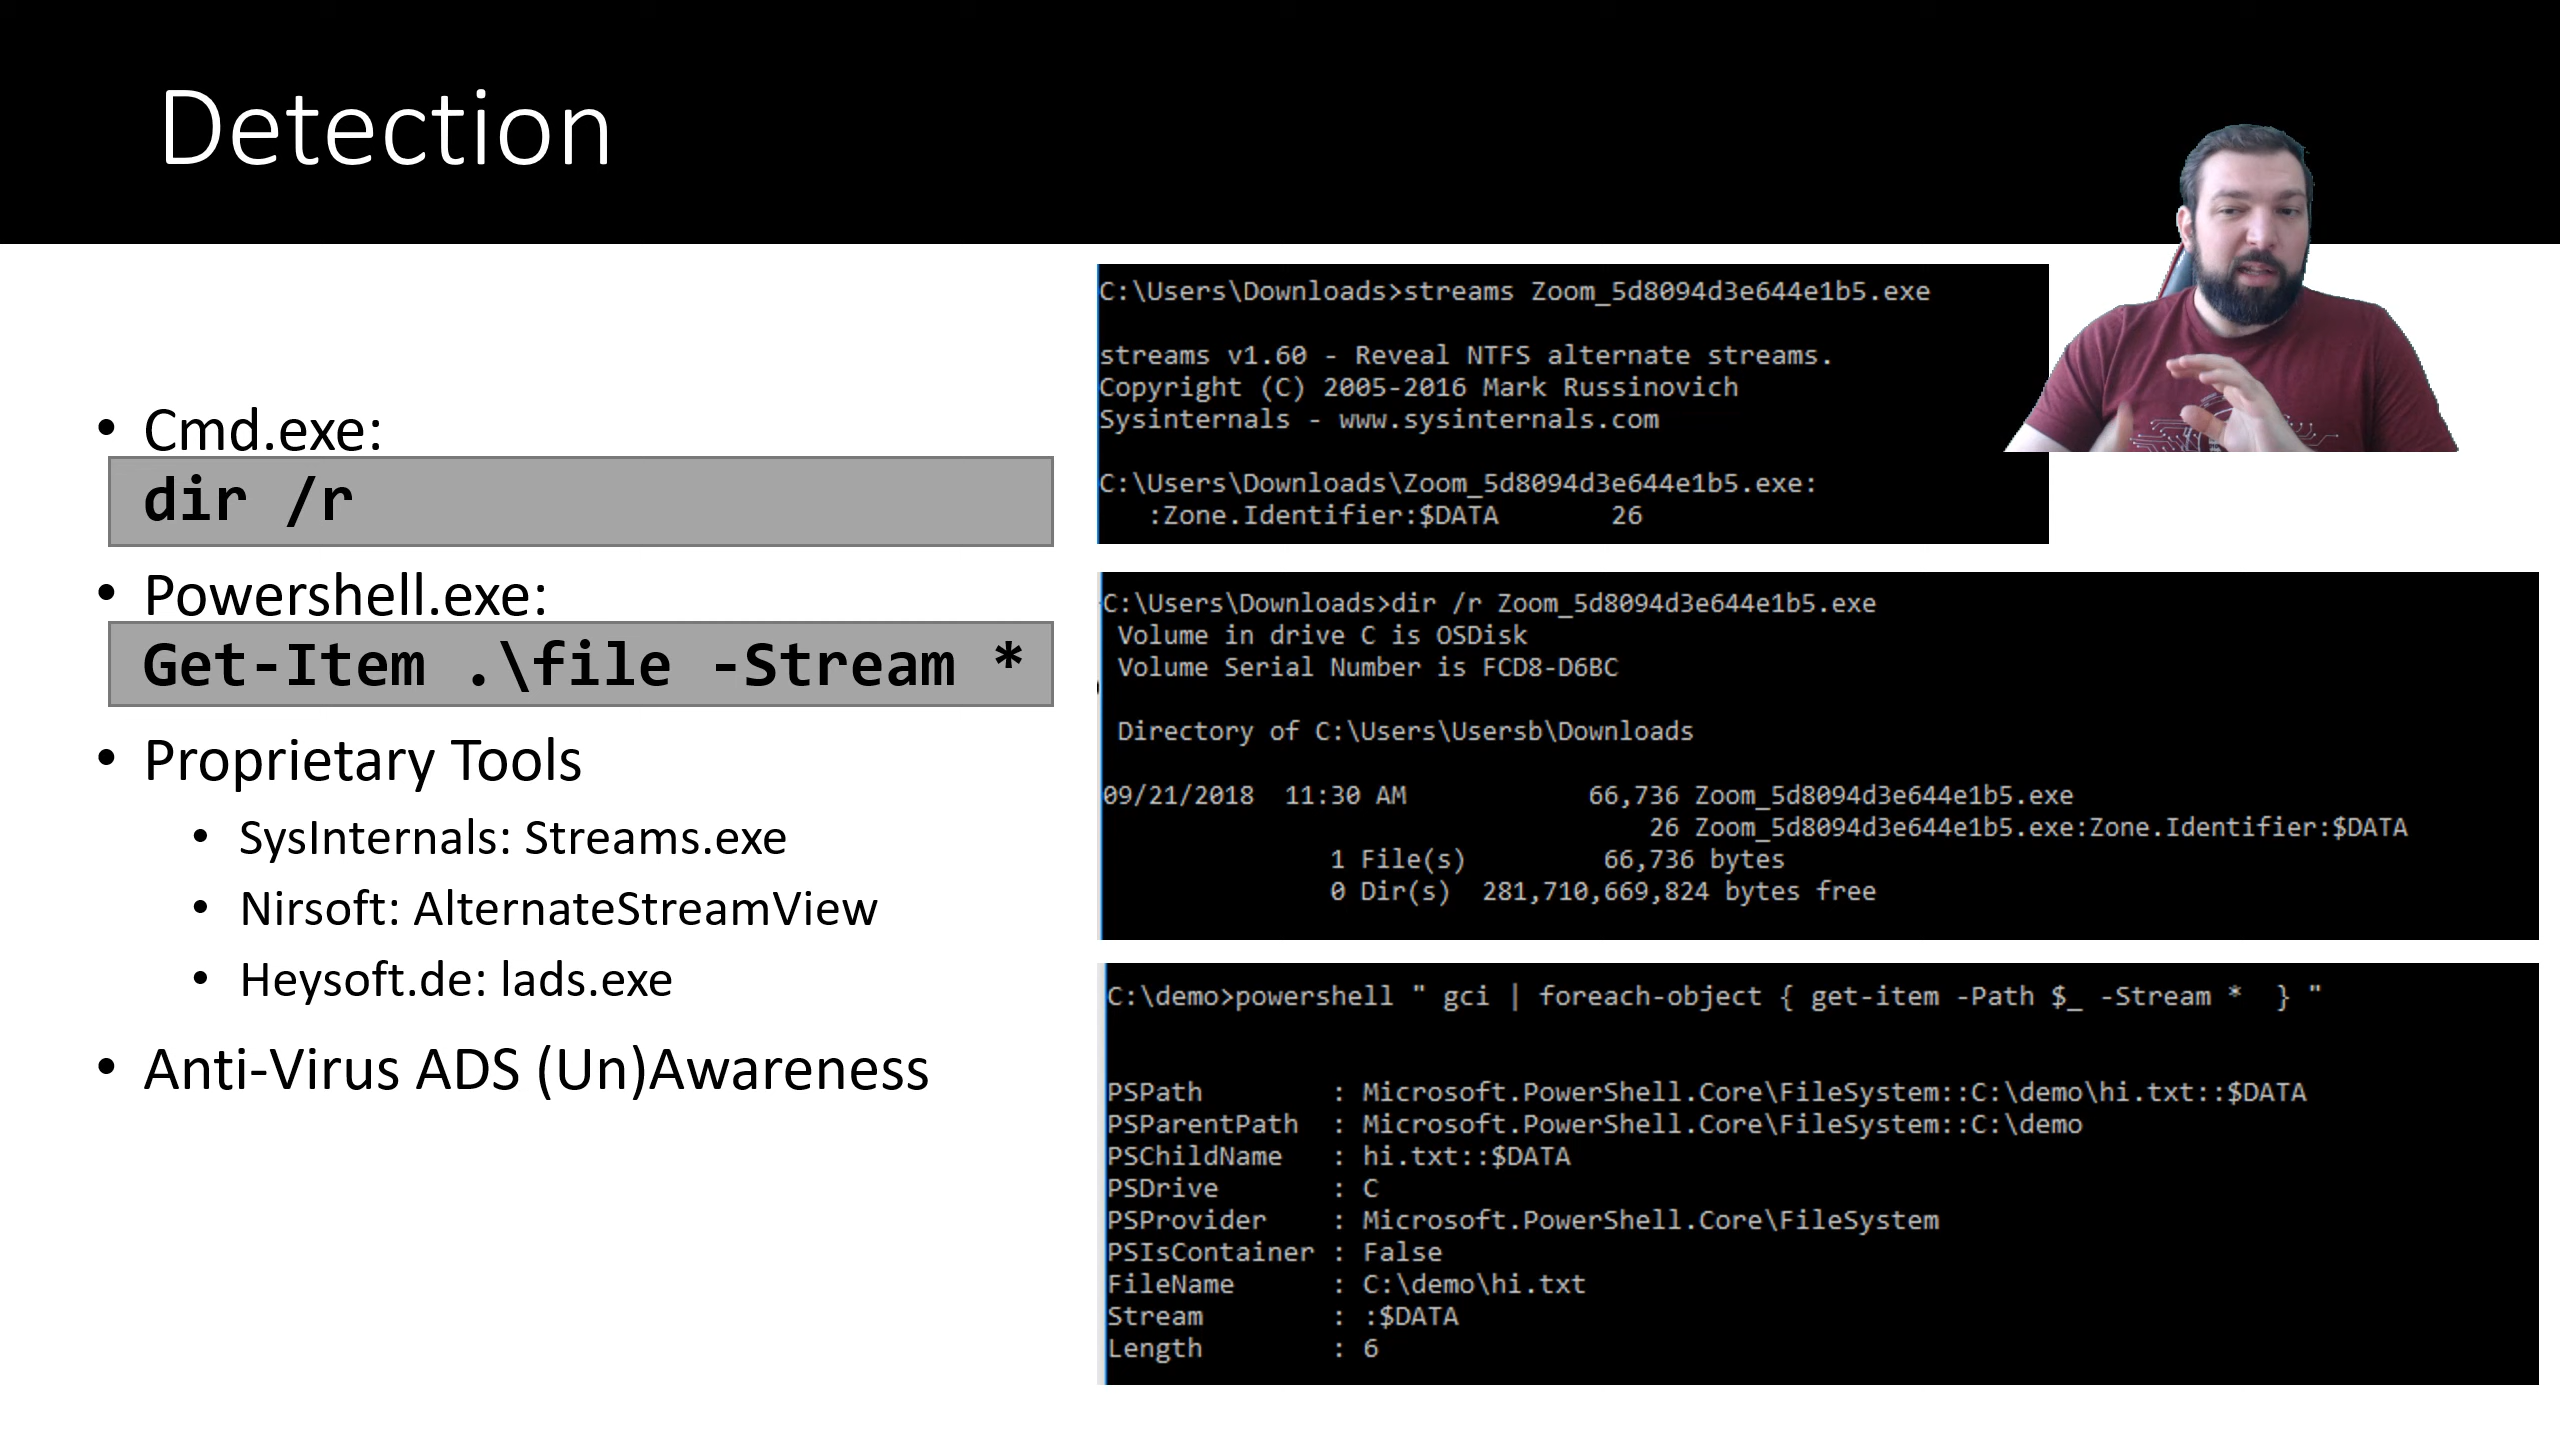 Detection
• Cmd.exe:
dir /r
• Powershell.exe:
Get-Item .\file -Stream *
• Proprietary Tools
• SysInternals: Streams.exe
• Nirsoft: AlternateStreamView
• Heysoft.de: lads.exe
• Anti-Virus ADS (Un)Awareness
C:\Users\Downloads>streams Zoom_5d8094d3e644e1b5.exe
streams v1.60 - Reveal NTFS alternate streams.
Copyright (C) 2005-2016 Mark Russinovich
Sysinternals - www.sysinternals.com
C:\Users\Downloads\Zoom_5d8094d3e644e1b5.exe:
:Zone.Identifier:$DATA 26
C:\Users\Downloads>dir /r Zoom_5d8094d3e644e1b5.exe
Volume in drive C is OSDisk
Volume Serial Number is FCD8-D6BC
Directory of C:\Users\Usersb\Downloads
09/21/2018 11:30 AM 66,736 Zoom_5d8094d3e644e1b5.exe
26 Zoom_5d8094d3e644e1b5.exe:Zone.Identifier:$DATA
1 File(s) 66,736 bytes
0 Dir(s) 281,710,669,824 bytes free
C:\demo>powershell " gci | foreach-object { get-item -Path $_ -Stream * } "
PSPath : Microsoft.PowerShell.Core\FileSystem::C:\demo\hi.txt::$DATA
PSParentPath : Microsoft.PowerShell.Core\FileSystem::C:\demo
PSChildName : hi.txt::$DATA
PSDrive : C
PSProvider : Microsoft.PowerShell.Core\FileSystem
PSIsContainer : False
FileName : C:\demo\hi.txt
Stream : :$DATA
Length : 6